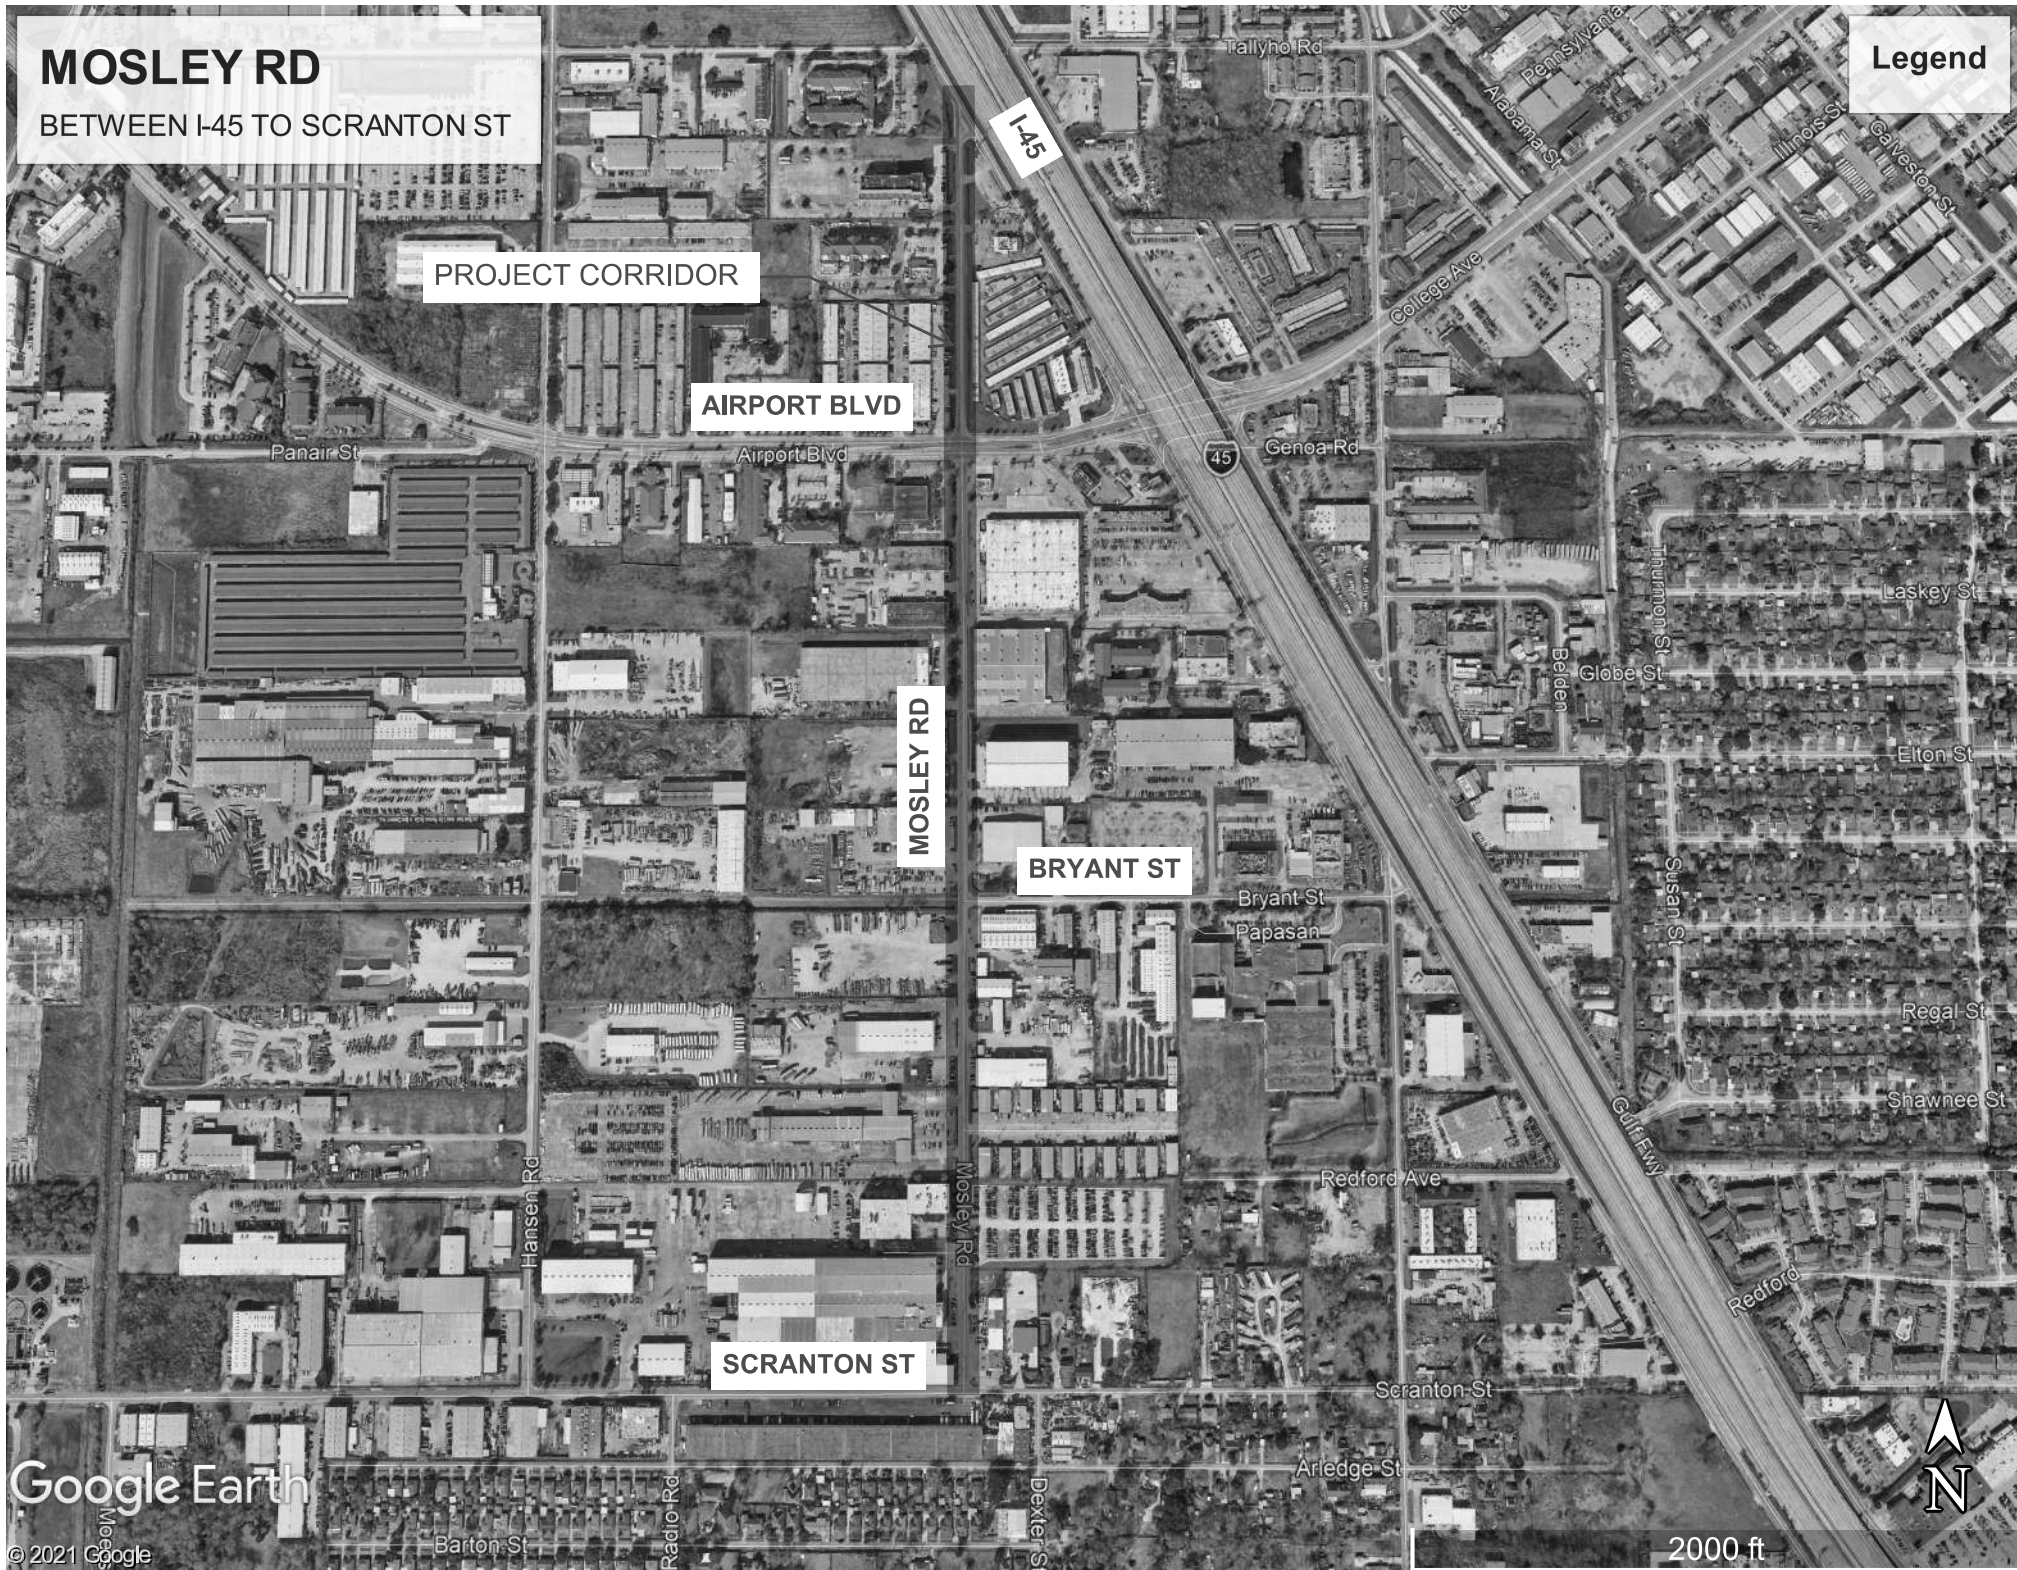 MOSLEY RD
BETWEEN I-45 TO SCRANTON ST
Legend
Tallyho Rd
Pennsylvania
Alabama St
Illinois St
Galveston St
I-45
PROJECT CORRIDOR
College Ave
AIRPORT BLVD
Panair St
Airport Blvd
45
Genoa Rd
Thurmon St
Laskey St
Belden
Globe St
MOSLEY RD
Elton St
BRYANT ST
Bryant St
Papasan
Susan St
Regal St
Shawnee St
Gulf Fwy
Hansen Rd
Mosley Rd
Redford Ave
Redford
SCRANTON ST
Scranton St
Google Earth
Arledge St
N
Radio Rd
Dexter S
Barton St
© 2021 Google
2000 ft